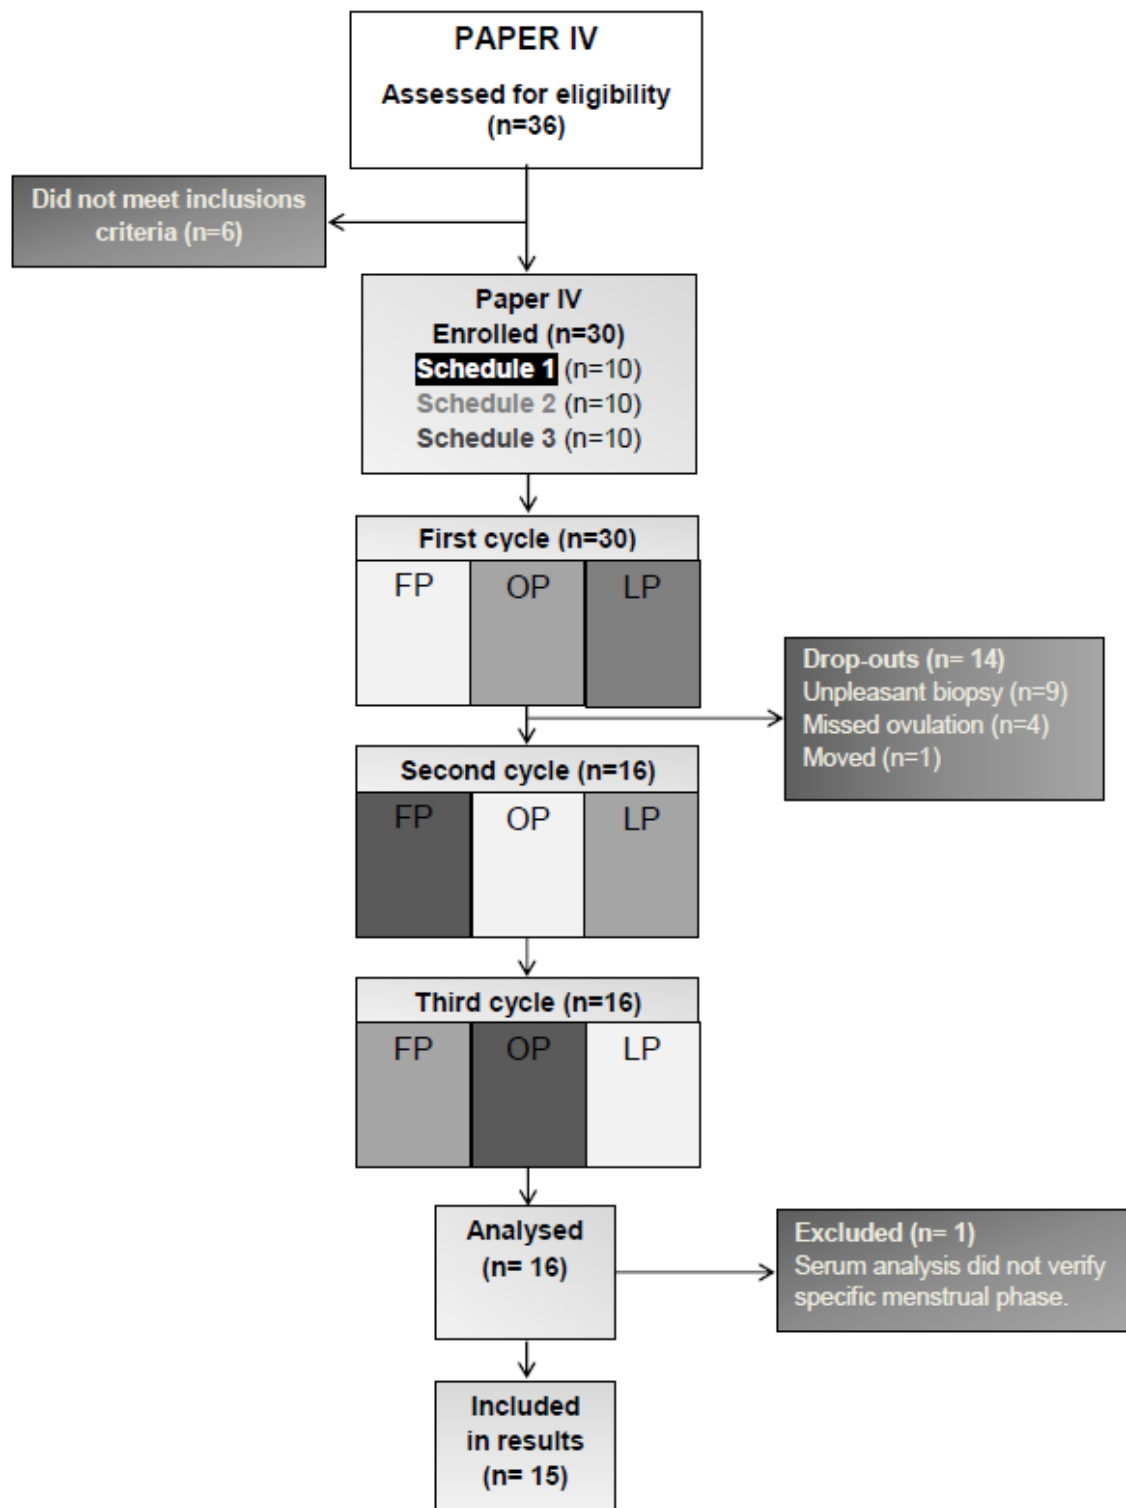 PAPER IV
Assessed for eligibility
(n=36)
Did not meet inclusions
criteria (n=6)
Paper IV
Enrolled (n=30)
Schedule 1 (n=10)
Schedule 2 (n=10)
Schedule 3 (n=10)
First cycle (n=30)
FP OP LP
Drop-outs (n= 14)
Unpleasant biopsy (n=9)
Missed ovulation (n=4)
Moved (n=1)
Second cycle (n=16)
FP OP LP
Third cycle (n=16)
FP OP LP
Analysed
(n= 16)
Excluded (n= 1)
Serum analysis did not verify
specific menstrual phase.
Included
in results
(n= 15)